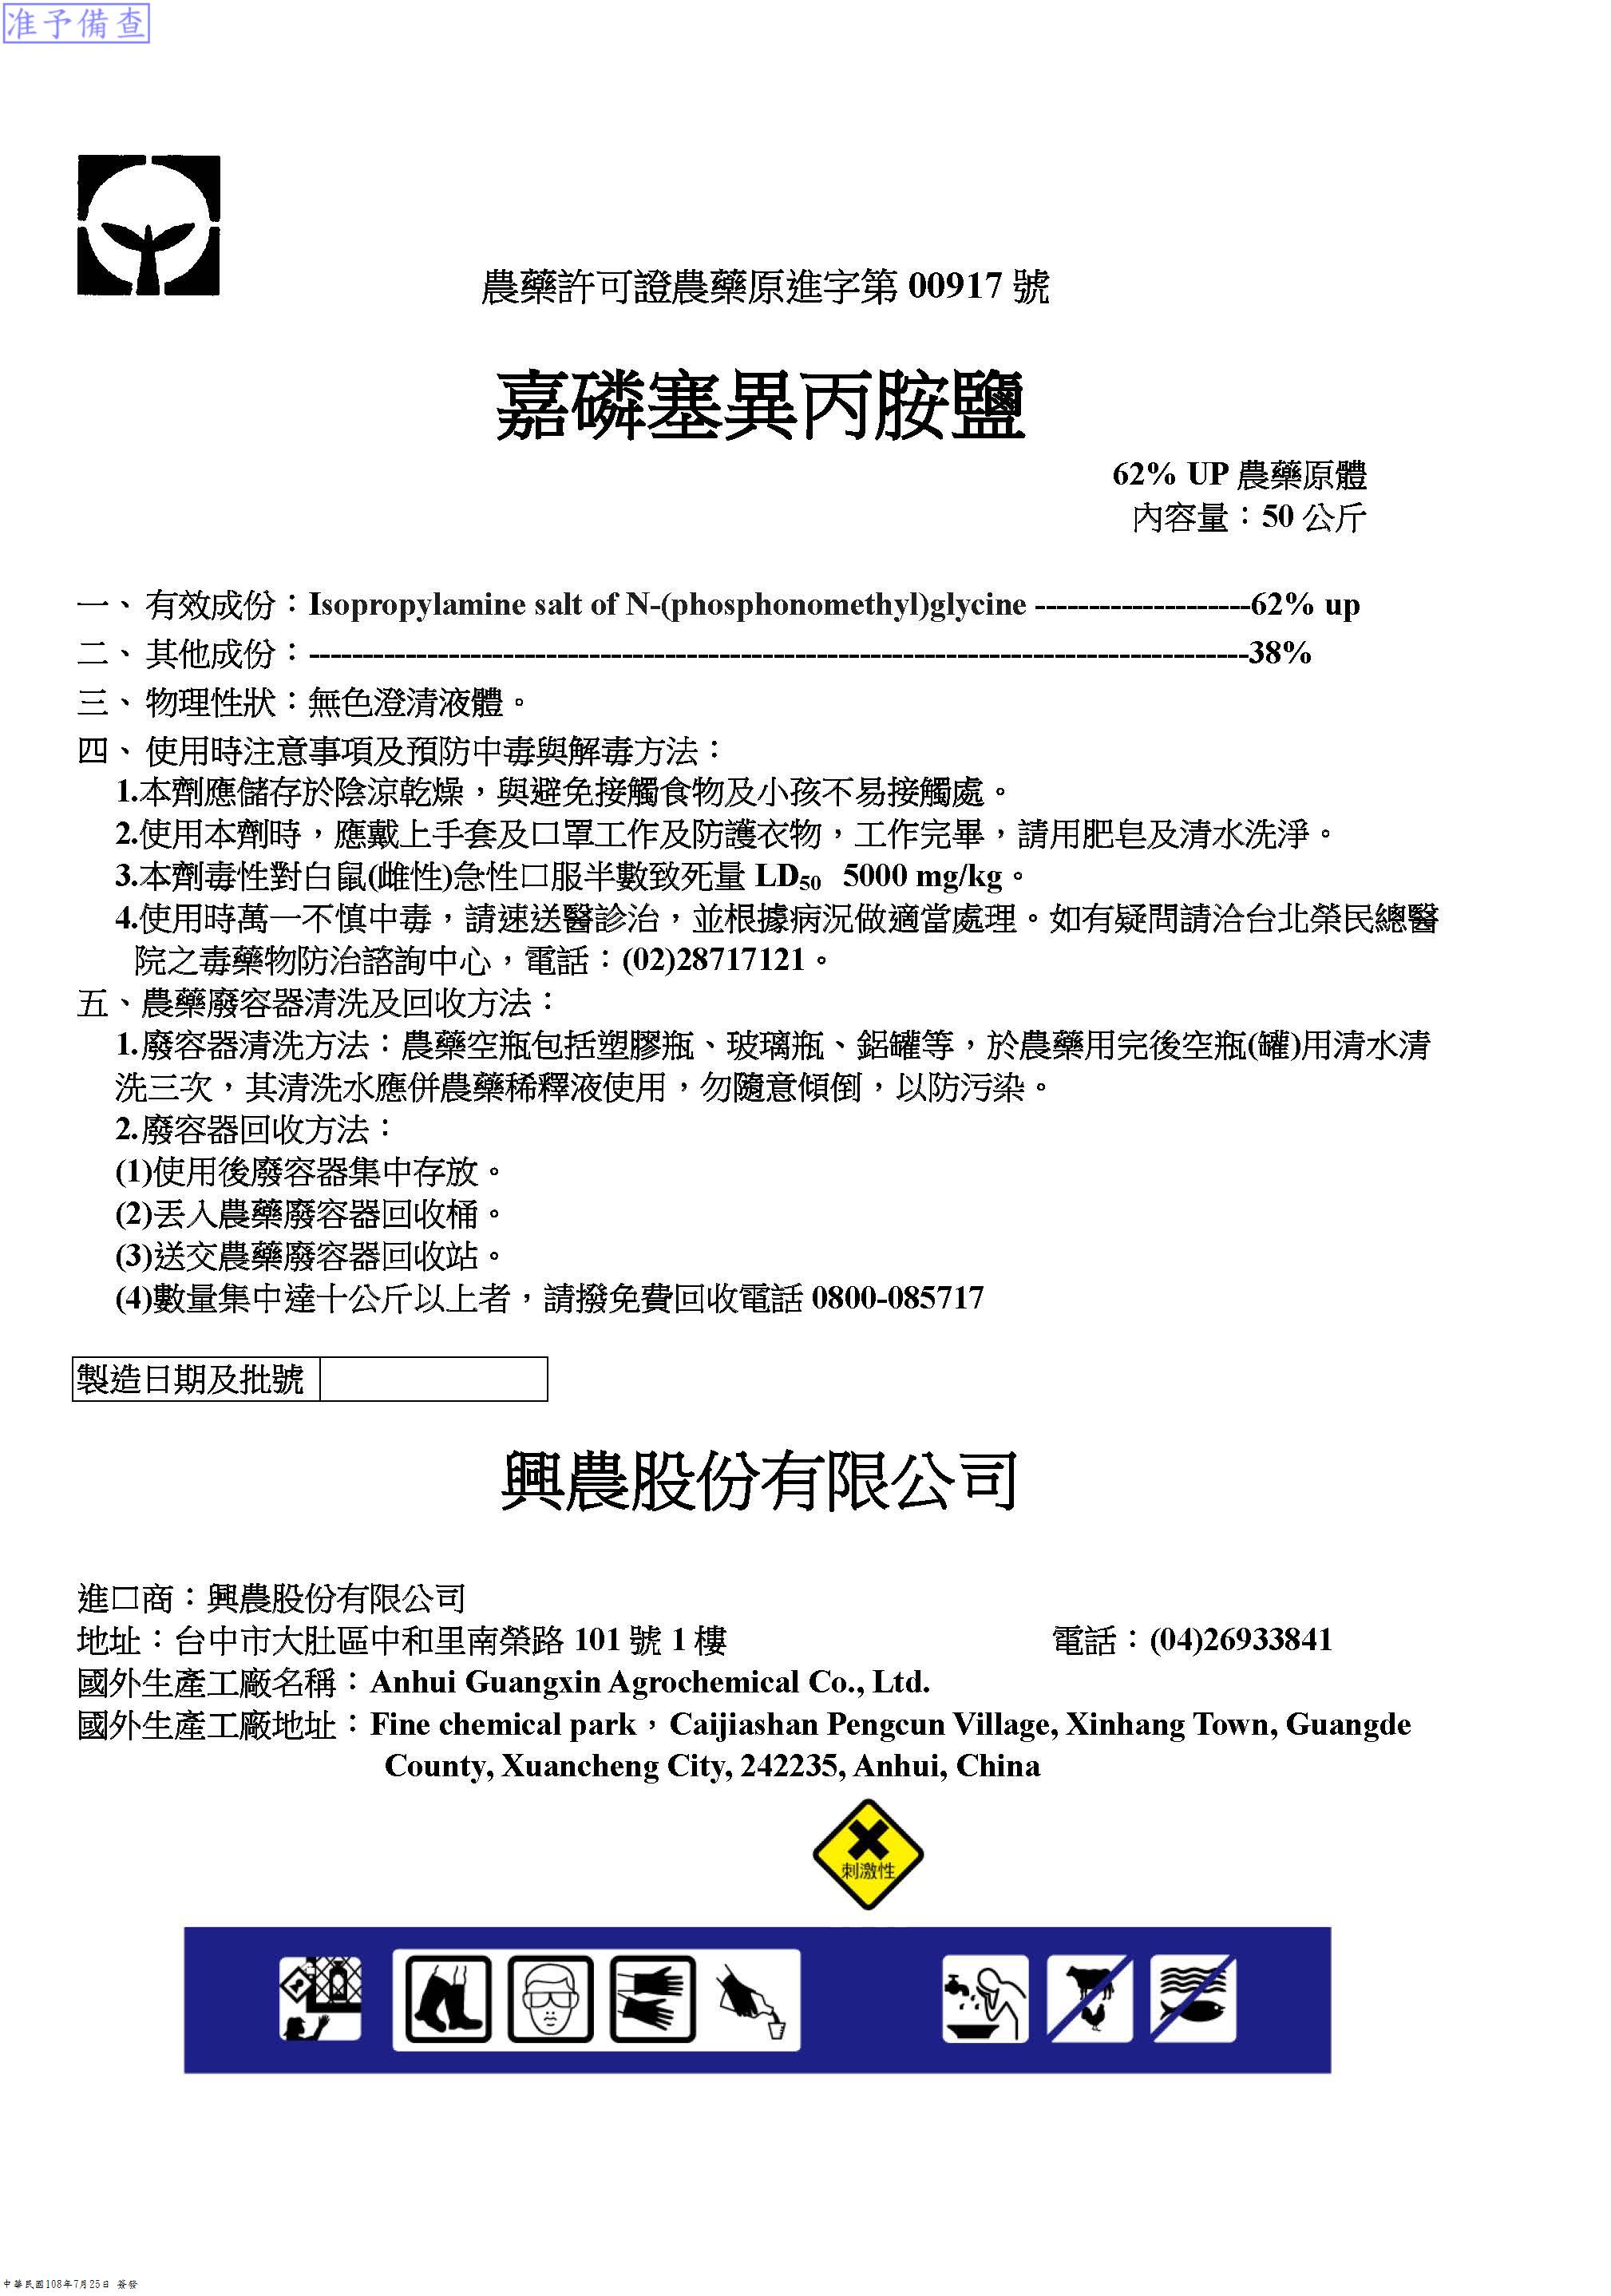 准予備查
農藥許可證農藥原進字第 00917 號
嘉磷塞異丙胺鹽
62% UP 農藥原體
內容量：50 公斤
一、 有效成份：Isopropylamine salt of N-(phosphonomethyl)glycine --------------------62% up
二、 其他成份：---------------------------------------------------------------------------------------38%
三、 物理性狀：無色澄清液體。
四、 使用時注意事項及預防中毒與解毒方法：
1.本劑應儲存於陰涼乾燥，與避免接觸食物及小孩不易接觸處。
2.使用本劑時，應戴上手套及口罩工作及防護衣物，工作完畢，請用肥皂及清水洗淨。
3.本劑毒性對白鼠(雌性)急性口服半數致死量 LD50 5000 mg/kg。
4.使用時萬一不慎中毒，請速送醫診治，並根據病況做適當處理。如有疑問請洽台北榮民總醫
院之毒藥物防治諮詢中心，電話：(02)28717121。
五、農藥廢容器清洗及回收方法：
1.廢容器清洗方法：農藥空瓶包括塑膠瓶、玻璃瓶、鋁罐等，於農藥用完後空瓶(罐)用清水清
洗三次，其清洗水應併農藥稀釋液使用，勿隨意傾倒，以防污染。
2.廢容器回收方法：
(1)使用後廢容器集中存放。
(2)丟入農藥廢容器回收桶。
(3)送交農藥廢容器回收站。
(4)數量集中達十公斤以上者，請撥免費回收電話 0800-085717
製造日期及批號
興農股份有限公司
進口商：興農股份有限公司
地址：台中市大肚區中和里南榮路 101 號 1 樓 電話：(04)26933841
國外生產工廠名稱：Anhui Guangxin Agrochemical Co., Ltd.
國外生產工廠地址：Fine chemical park，Caijiashan Pengcun Village, Xinhang Town, Guangde
County, Xuancheng City, 242235, Anhui, China
刺激性
中華民國108年7月25日 簽發